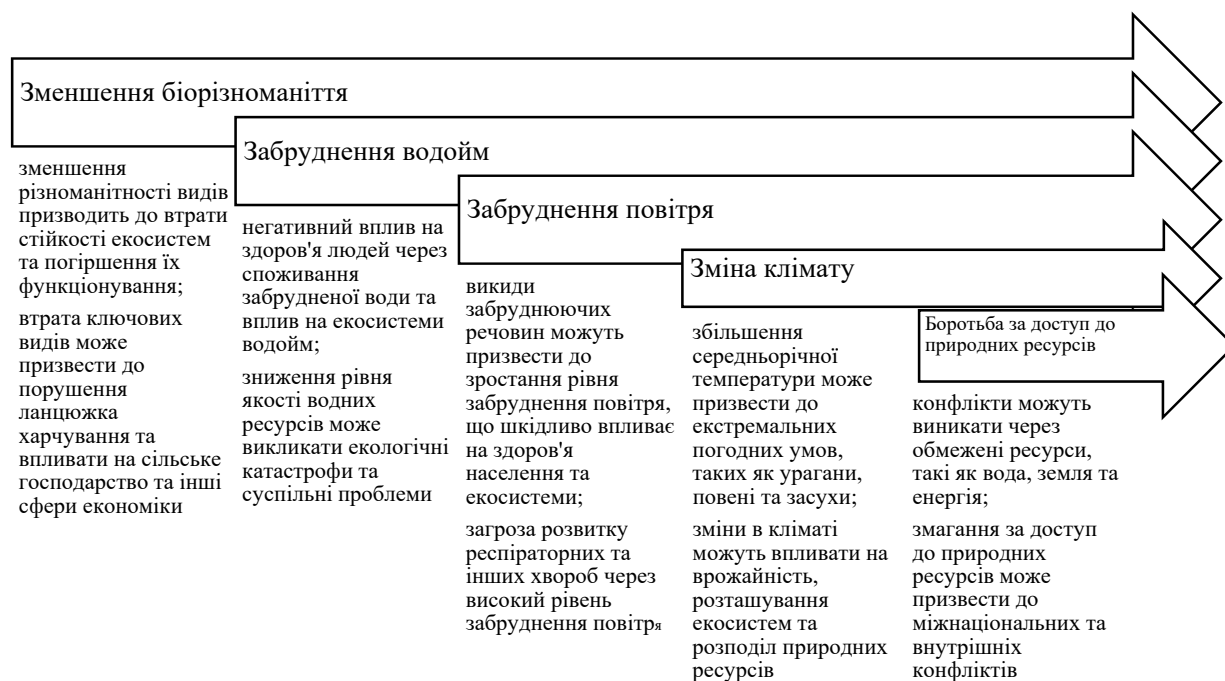 Зменшення біорізноманіття
зменшення
різноманітності видів
призводить до втрати
стійкості екосистем
та погіршення їх
функціонування;
втрата ключових
видів може
призвести до
порушення
ланцюжка
харчування та
впливати на сільське
господарство та інші
сфери економіки
Забруднення водойм
негативний вплив на
здоров'я людей через
споживання
забрудненої води та
вплив на екосистеми
водойм;
зниження рівня
якості водних
ресурсів може
викликати екологічні
катастрофи та
суспільні проблеми
Забруднення повітря
викиди
забруднюючих
речовин можуть
призвести до
зростання рівня
забруднення повітря,
що шкідливо впливає
на здоров'я
населення та
екосистеми;
загроза розвитку
респіраторних та
інших хвороб через
високий рівень
забруднення повітря
Зміна клімату
збільшення
середньорічної
температури може
призвести до
екстремальних
погодних умов,
таких як урагани,
повені та засухи;
зміни в кліматі
можуть впливати на
врожайність,
розташування
екосистем та
розподіл природних
ресурсів
Боротьба за доступ до
природних ресурсів
конфлікти можуть
виникати через
обмежені ресурси,
такі як вода, земля та
енергія;
змагання за доступ
до природних
ресурсів може
призвести до
міжнаціональних та
внутрішніх
конфліктів